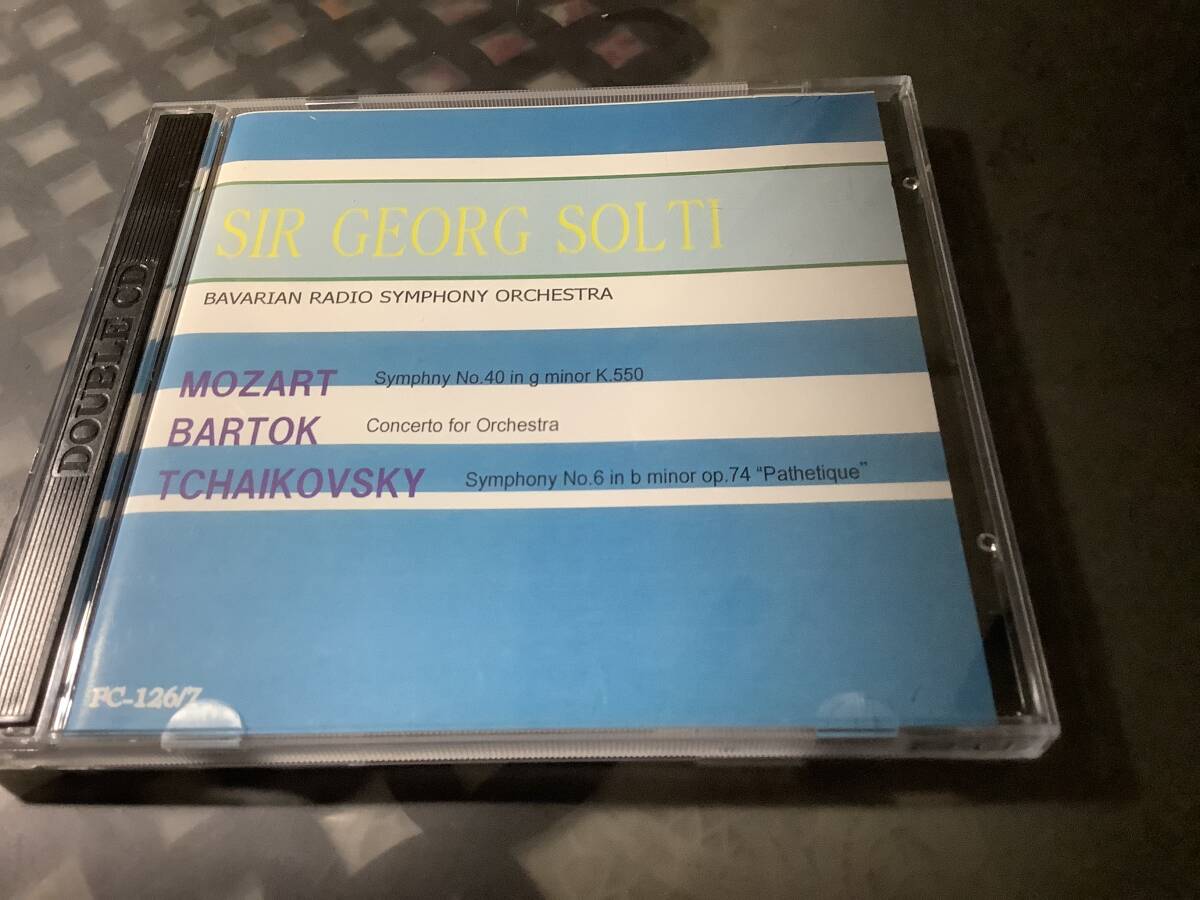 DOUBLE CD
SIR GEORG SOLTI
BAVARIAN RADIO SYMPHONY ORCHESTRA
MOZART Symphny No.40 in g minor K.550
BARTOK Concerto for Orchestra
TCHAIKOVSKY Symphony No.6 in b minor op.74 “Pathetique”
FC-126/7